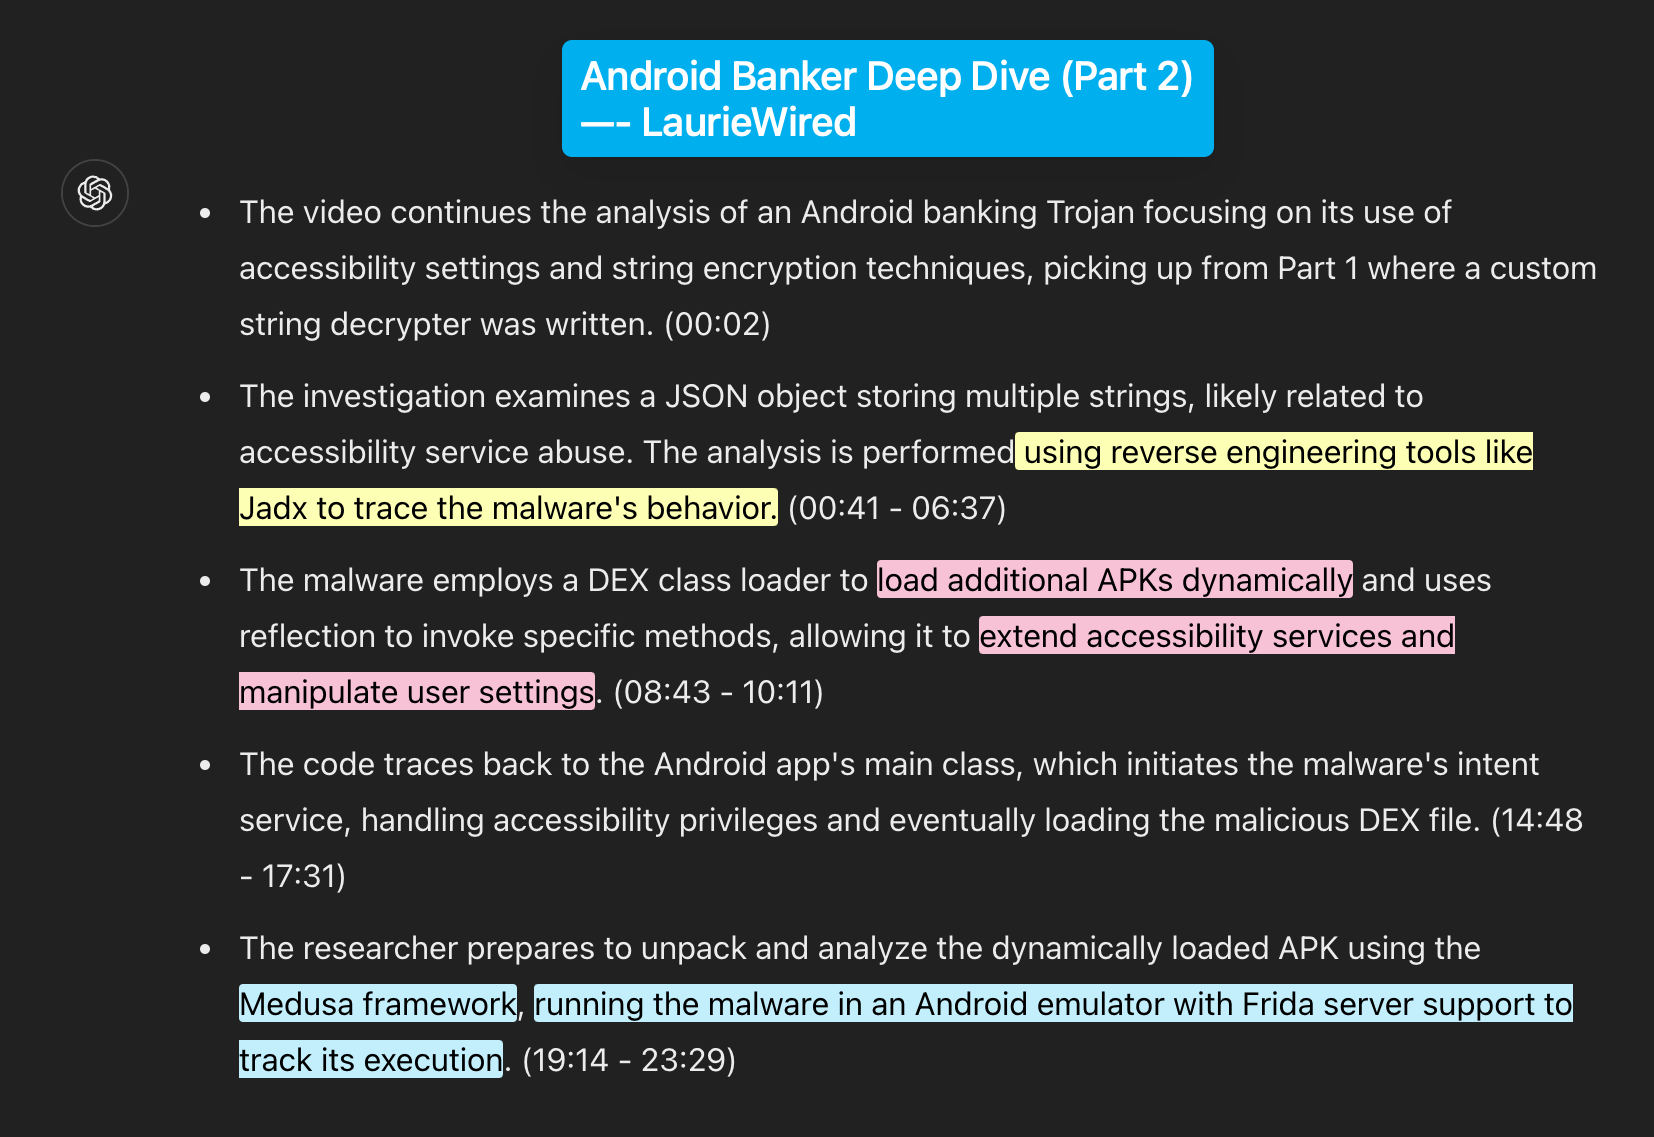 Android Banker Deep Dive (Part 2)
—- LaurieWired
• The video continues the analysis of an Android banking Trojan focusing on its use of
accessibility settings and string encryption techniques, picking up from Part 1 where a custom
string decrypter was written. (00:02)
• The investigation examines a JSON object storing multiple strings, likely related to
accessibility service abuse. The analysis is performed using reverse engineering tools like
Jadx to trace the malware's behavior. (00:41 - 06:37)
• The malware employs a DEX class loader to load additional APKs dynamically and uses
reflection to invoke specific methods, allowing it to extend accessibility services and
manipulate user settings. (08:43 - 10:11)
• The code traces back to the Android app's main class, which initiates the malware's intent
service, handling accessibility privileges and eventually loading the malicious DEX file. (14:48
- 17:31)
• The researcher prepares to unpack and analyze the dynamically loaded APK using the
Medusa framework, running the malware in an Android emulator with Frida server support to
track its execution. (19:14 - 23:29)